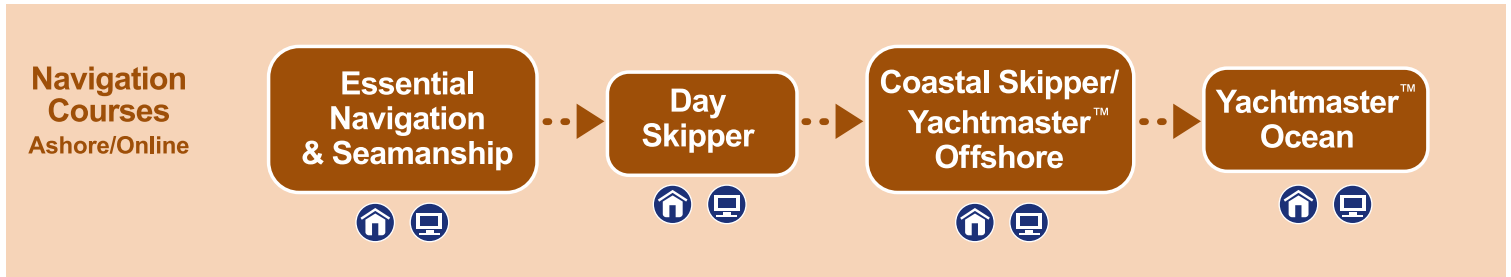 Navigation
Courses
Ashore/Online
Essential
Navigation
& Seamanship
Day
Skipper
Coastal Skipper/
Yachtmaster™
Offshore
Yachtmaster™
Ocean